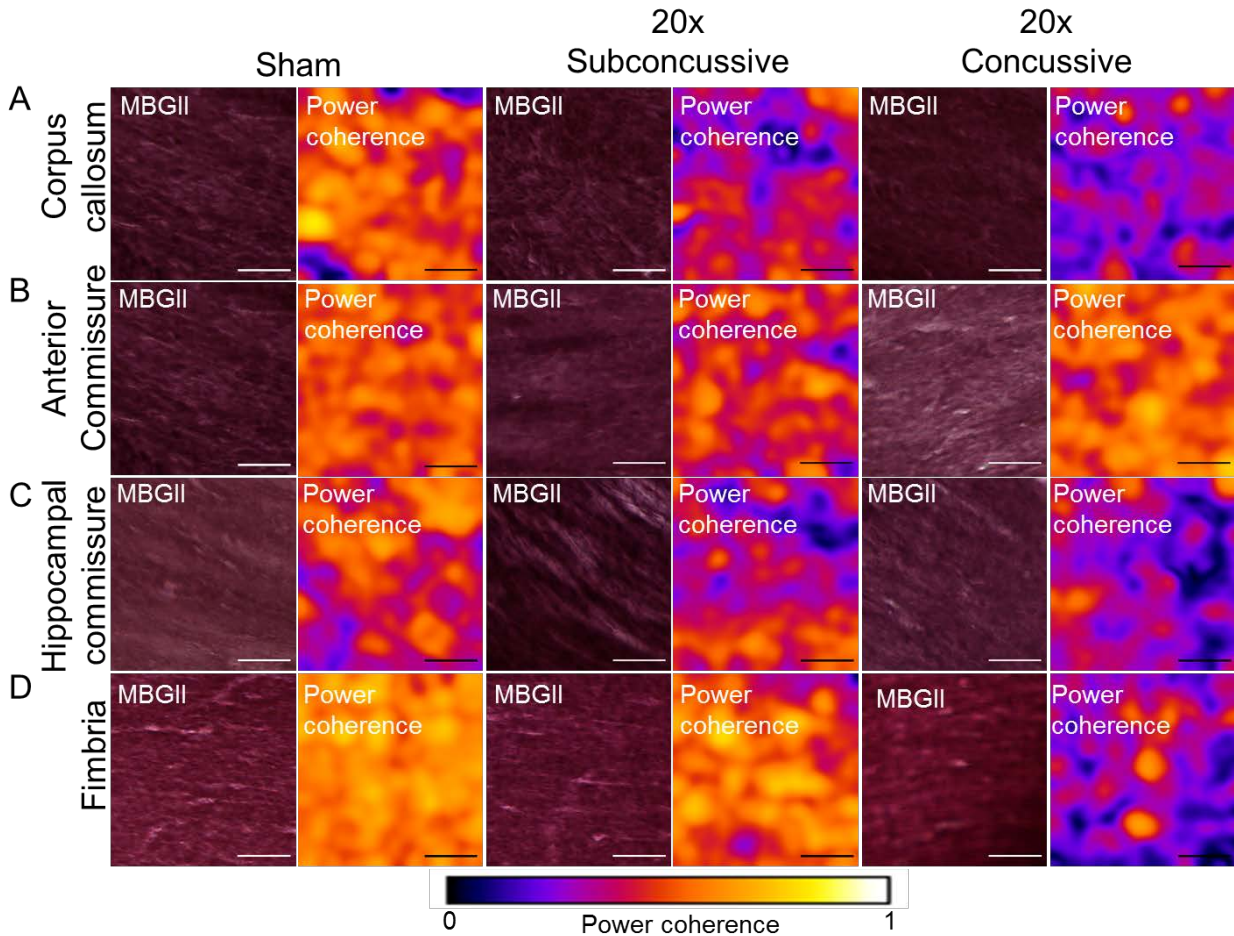 Sham
20x
Subconcussive
20x
Concussive
A
Corpus
callosum
MBGII
Power
coherence
MBGII
Power
coherence
MBGII
Power
coherence
B
Anterior
Commissure
MBGII
Power
coherence
MBGII
Power
coherence
MBGII
Power
coherence
C
Hippocampal
commissure
MBGII
Power
coherence
MBGII
Power
coherence
MBGII
Power
coherence
D
Fimbria
MBGII
Power
coherence
MBGII
Power
coherence
MBGII
Power
coherence
0
Power coherence
1